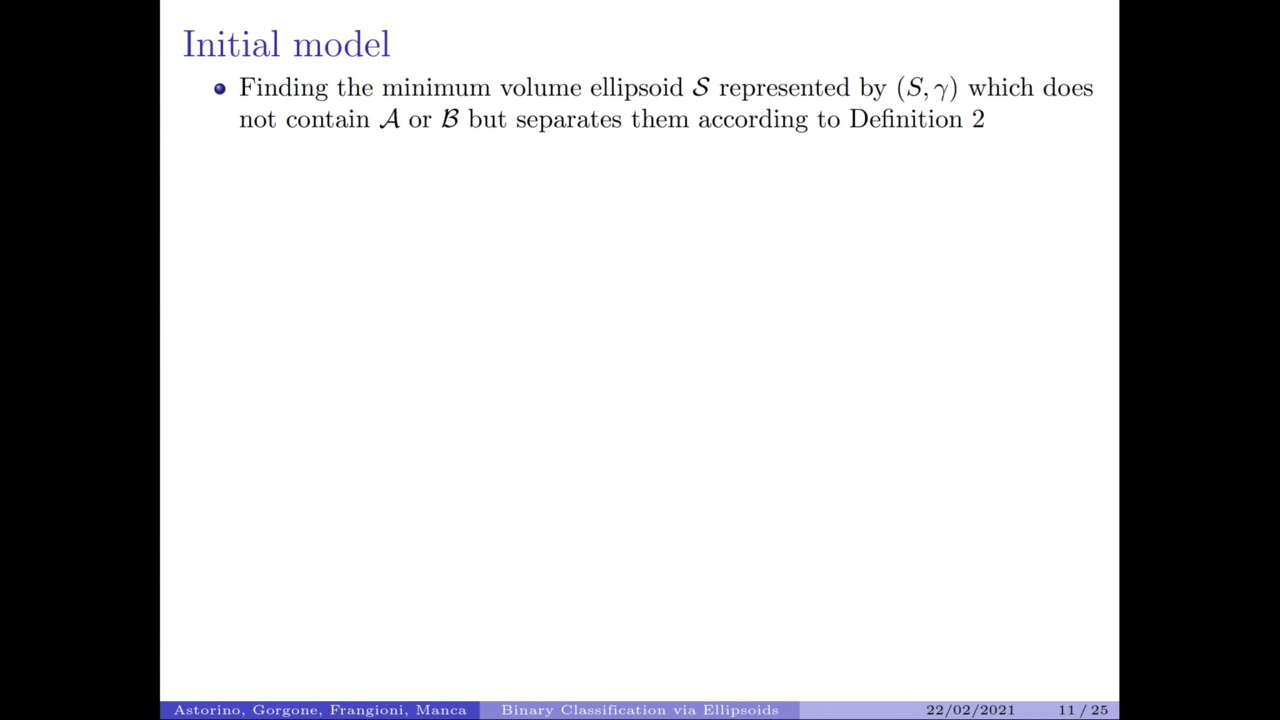 Initial model
Finding the minimum volume ellipsoid 𝒮 represented by (S, γ) which does
not contain 𝒜 or ℬ but separates them according to Definition 2
Astorino, Gorgone, Frangioni, Manca
Binary Classification via Ellipsoids
22/02/2021
11 / 25